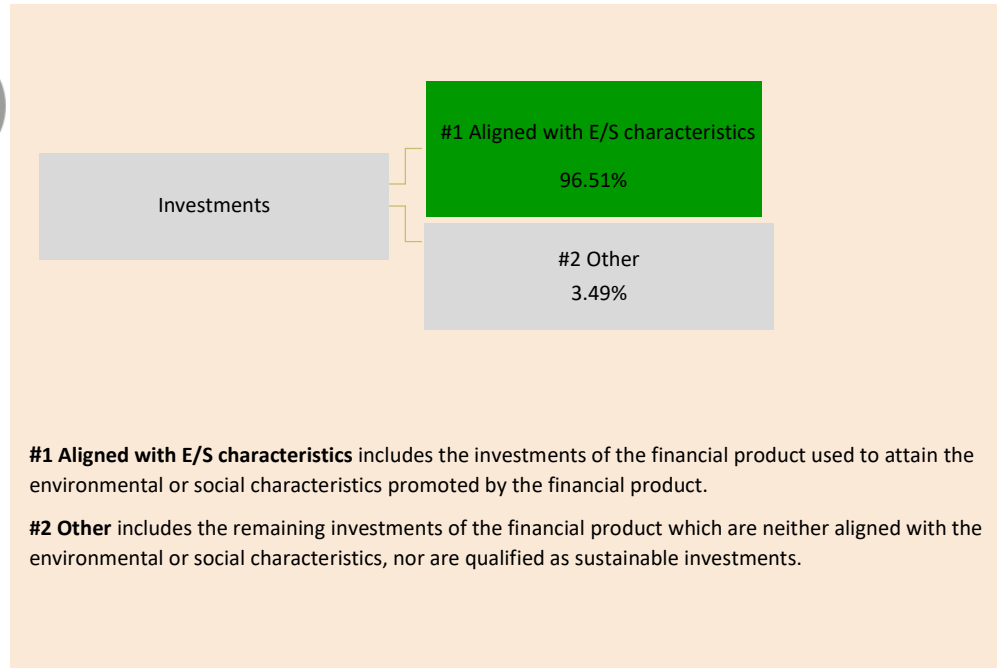 #1 Aligned with E/S characteristics
96.51%
Investments
#2 Other
3.49%
#1 Aligned with E/S characteristics includes the investments of the financial product used to attain the
environmental or social characteristics promoted by the financial product.
#2 Other includes the remaining investments of the financial product which are neither aligned with the
environmental or social characteristics, nor are qualified as sustainable investments.